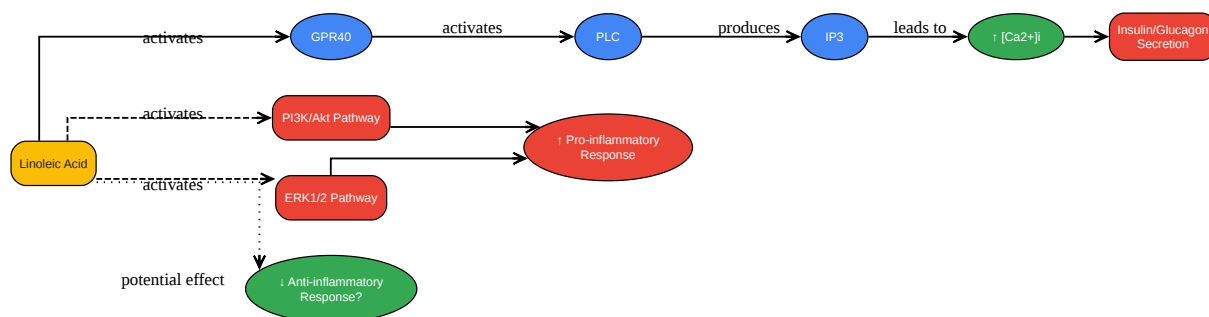 activates
GPR40
activates
PLC
produces
IP3
leads to
↑ [Ca2+]i
Insulin/Glucagon
Secretion
activates
PI3K/Akt Pathway
↑ Pro-inflammatory
Response
Linoleic Acid
activates
ERK1/2 Pathway
potential effect
↓ Anti-inflammatory
Response?